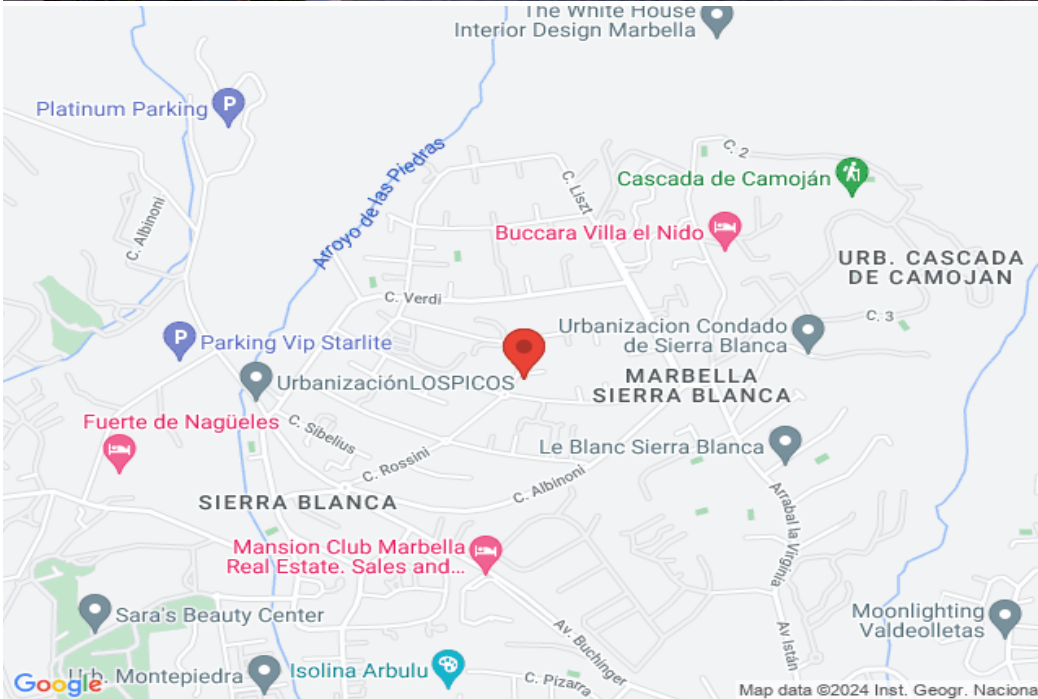 The White House
Interior Design Marbella
Platinum Parking
P
Arroyo de las Piedras
C. 2
Cascada de Camoján
C. Liszt
C. Albinoni
Buccara Villa el Nido
URB. CASCADA
DE CAMOJAN
C. Verdi
C. 3
P
Parking Vip Starlite
Urbanizacion Condado
de Sierra Blanca
UrbanizaciónLOSPICOS
MARBELLA
SIERRA BLANCA
Fuerte de Nagüeles
C. Sibelius
Le Blanc Sierra Blanca
C. Rossini
C. Albinoni
SIERRA BLANCA
Arrabal la Virginia
Mansion Club Marbella
Real Estate. Sales and...
Sara's Beauty Center
Moonlighting
Valdeolletas
Av. Buchinger
Av Istán
Urb. Montepiedra
Isolina Arbulu
C. Pizarra
Google
Map data ©2024 Inst. Geogr. Naciona